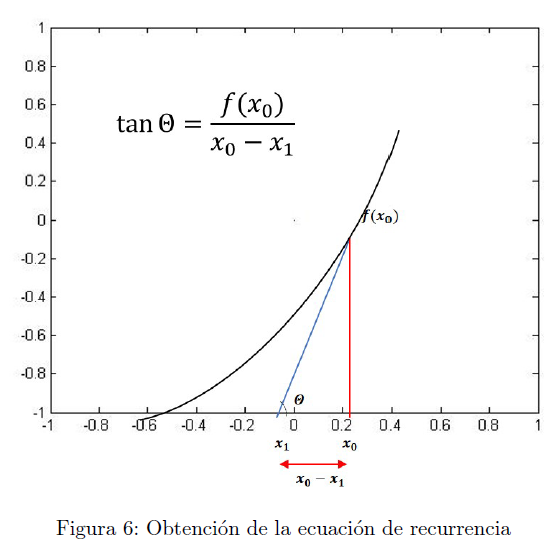 1
0.8
0.6
0.4
0.2
0
-0.2
-0.4
-0.6
-0.8
-1
tan Θ = f(x₀) / (x₀ − x₁)
f(x₀)
Θ
-1 -0.8 -0.6 -0.4 -0.2 0 0.2 0.4 0.6 0.8 1
x₁ x₀
x₀ − x₁
Figura 6: Obtención de la ecuación de recurrencia